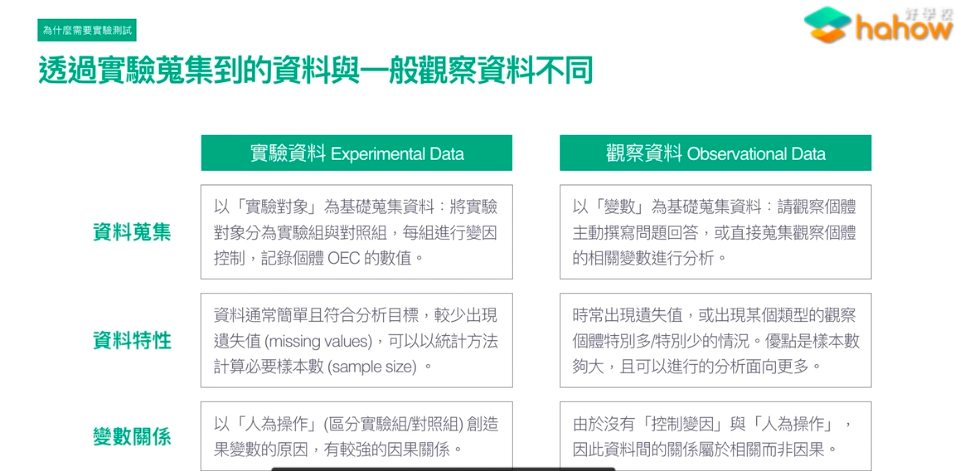 為什麼需要實驗測試
好學校
hahow
透過實驗蒐集到的資料與一般觀察資料不同
實驗資料 Experimental Data
觀察資料 Observational Data
資料蒐集
以「實驗對象」為基礎蒐集資料：將實驗
對象分為實驗組與對照組，每組進行變因
控制，記錄個體 OEC 的數值。
以「變數」為基礎蒐集資料：請觀察個體
主動撰寫問題回答，或直接蒐集觀察個體
的相關變數進行分析。
資料特性
資料通常簡單且符合分析目標，較少出現
遺失值 (missing values)，可以以統計方法
計算必要樣本數 (sample size) 。
時常出現遺失值，或出現某個類型的觀察
個體特別多/特別少的情況。優點是樣本數
夠大，且可以進行的分析面向更多。
變數關係
以「人為操作」(區分實驗組/對照組) 創造
果變數的原因，有較強的因果關係。
由於沒有「控制變因」與「人為操作」，
因此資料間的關係屬於相關而非因果。